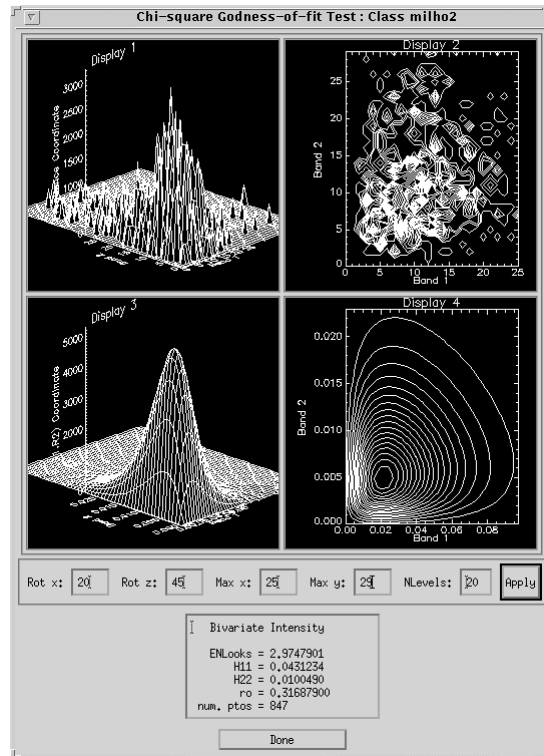 Chi-square Godness-of-fit Test : Class milho2
Display 1
3000
2500
2000
1500
1000
Coordinate
Display 2
Band 2
30
25
20
15
10
5
0
0 5 10 15 20 25
Band 1
Display 3
5000
4000
3000
2000
Coordinate
Display 4
Band 2
0.020
0.015
0.010
0.005
0.000
0.00 0.02 0.04 0.06 0.08
Band 1
Rot x: 20 Rot z: 45 Max x: 25 Max y: 29 NLevels: 20 Apply
Bivariate Intensity
ENLooks = 2.9747901
H11 = 0.0431234
H22 = 0.0100490
ro = 0.31687900
num. ptos = 847
Done